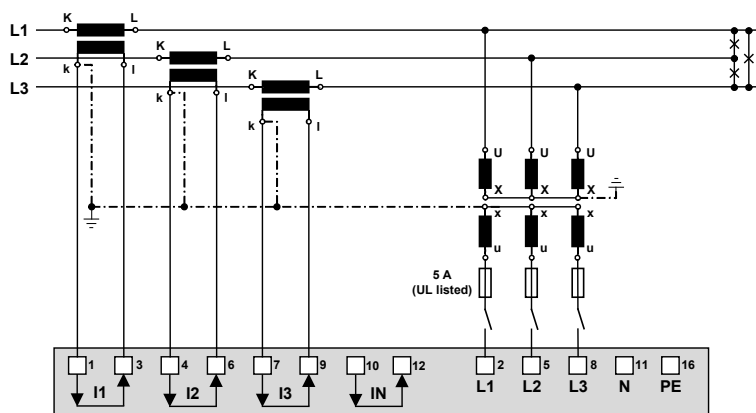 L1 K L
L2 K L
k l
L3 K L
k l
k l
U U U
X X X
x x x
u u u
5 A
(UL listed)
1 3 4 6 7 9 10 12 2 5 8 11 16
I1 I2 I3 IN L1 L2 L3 N PE